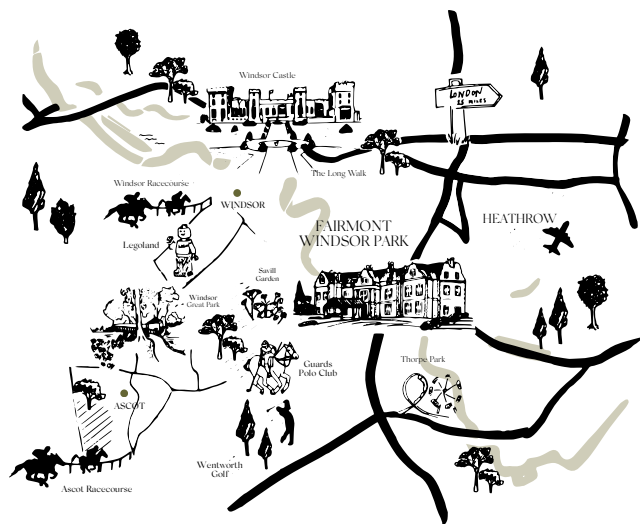 Windsor Castle
LONDON
25 MILES
The Long Walk
Windsor Racecourse
WINDSOR
Legoland
FAIRMONT
WINDSOR PARK
HEATHROW
Savill
Garden
Windsor
Great Park
Guards
Polo Club
Thorpe Park
ASCOT
Wentworth
Golf
Ascot Racecourse